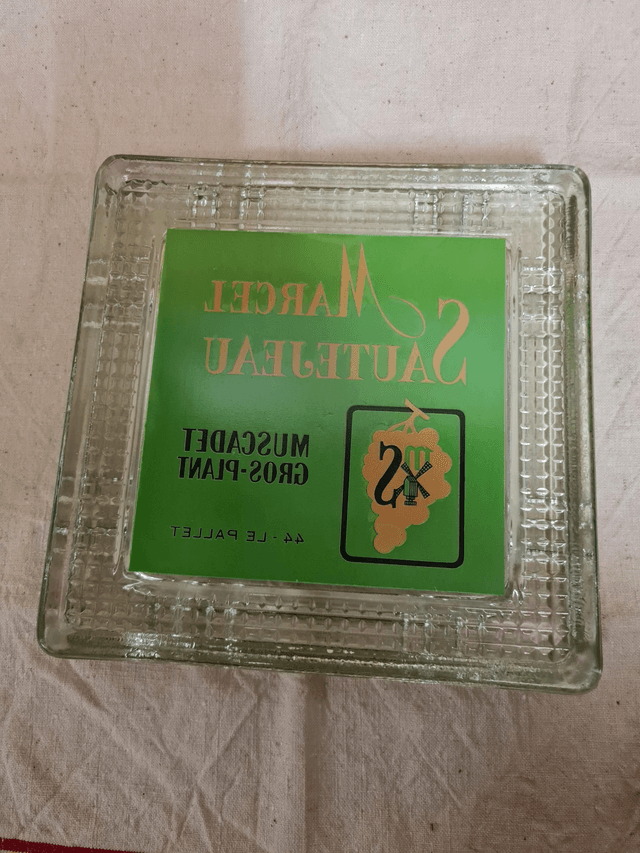 MARCEL
SAUTEJEAU
MUSCADET
GROS-PLANT
44 - LE PALLET
m
S